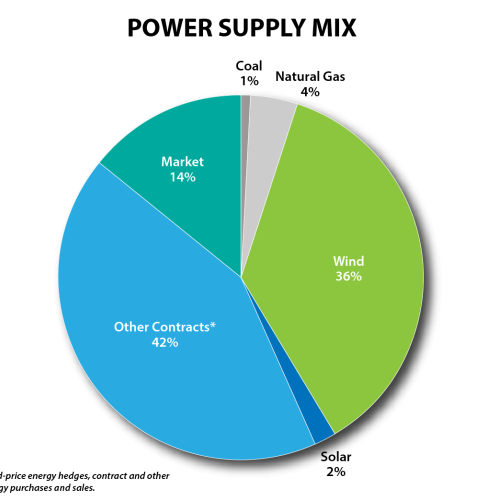 POWER SUPPLY MIX
Coal
1%
Natural Gas
4%
Market
14%
Wind
36%
Other Contracts*
42%
Solar
2%
-price energy hedges, contract and other
purchases and sales.